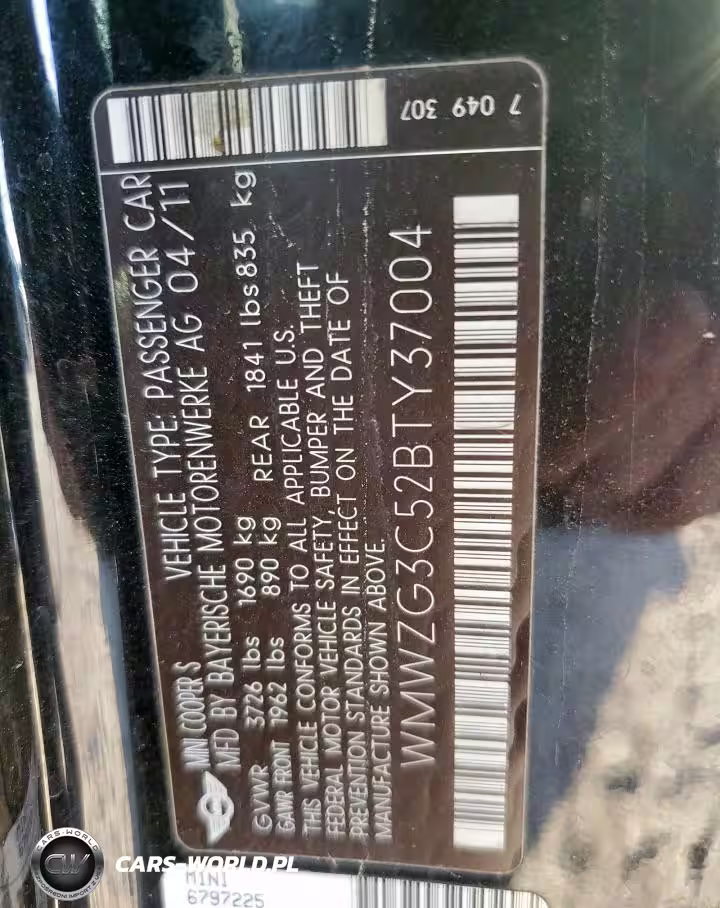 7 049 307
MINI COOPER S VEHICLE TYPE: PASSENGER CAR
MFD BY BAYERISCHE MOTORENWERKE AG 04/11
GVWR 3726 lbs 1690 kg
GAWR FRONT 1962 lbs 890 kg REAR 1841 lbs 835 kg
THIS VEHICLE CONFORMS TO ALL APPLICABLE U.S.
FEDERAL MOTOR VEHICLE SAFETY, BUMPER AND THEFT
PREVENTION STANDARDS IN EFFECT ON THE DATE OF
MANUFACTURE SHOWN ABOVE.
WMWZG3C52BTY37004
MINI
6797225
CARS-WORLD
CW
CARS-WORLD.PL